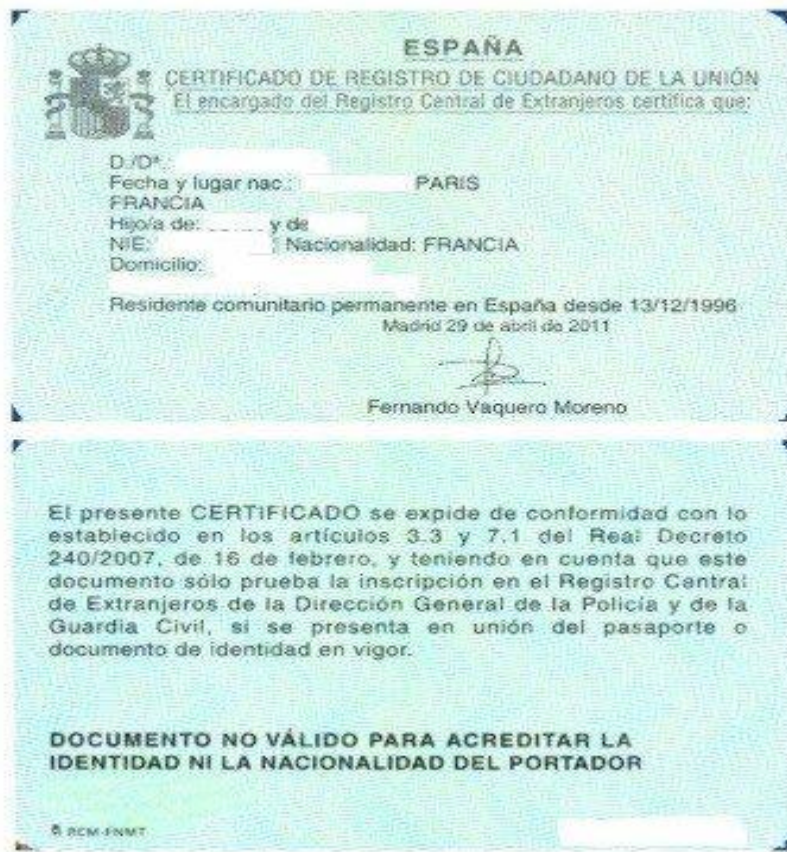 ESPAÑA
CERTIFICADO DE REGISTRO DE CIUDADANO DE LA UNIÓN
El encargado del Registro Central de Extranjeros certifica que:
D./Dª.:
Fecha y lugar nac.: PARIS
FRANCIA
Hijo/a de: y de
NIE: Nacionalidad: FRANCIA
Domicilio:
Residente comunitario permanente en España desde 13/12/1996
Madrid 29 de abril de 2011
Fernando Vaquero Moreno
El presente CERTIFICADO se expide de conformidad con lo
establecido en los artículos 3.3 y 7.1 del Real Decreto
240/2007, de 16 de febrero, y teniendo en cuenta que este
documento sólo prueba la inscripción en el Registro Central
de Extranjeros de la Dirección General de la Policía y de la
Guardia Civil, si se presenta en unión del pasaporte o
documento de identidad en vigor.
DOCUMENTO NO VÁLIDO PARA ACREDITAR LA
IDENTIDAD NI LA NACIONALIDAD DEL PORTADOR
RCM-FNMT